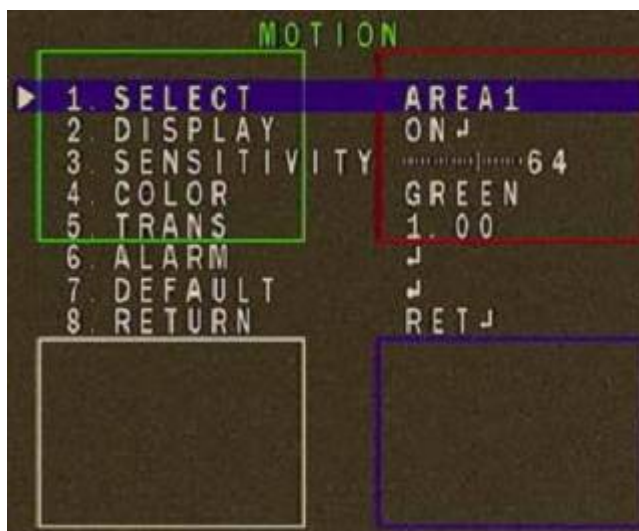 MOTION
1. SELECT AREA1
2. DISPLAY ON↲
3. SENSITIVITY 64
4. COLOR GREEN
5. TRANS 1.00
6. ALARM ↲
7. DEFAULT ↲
8. RETURN RET↲